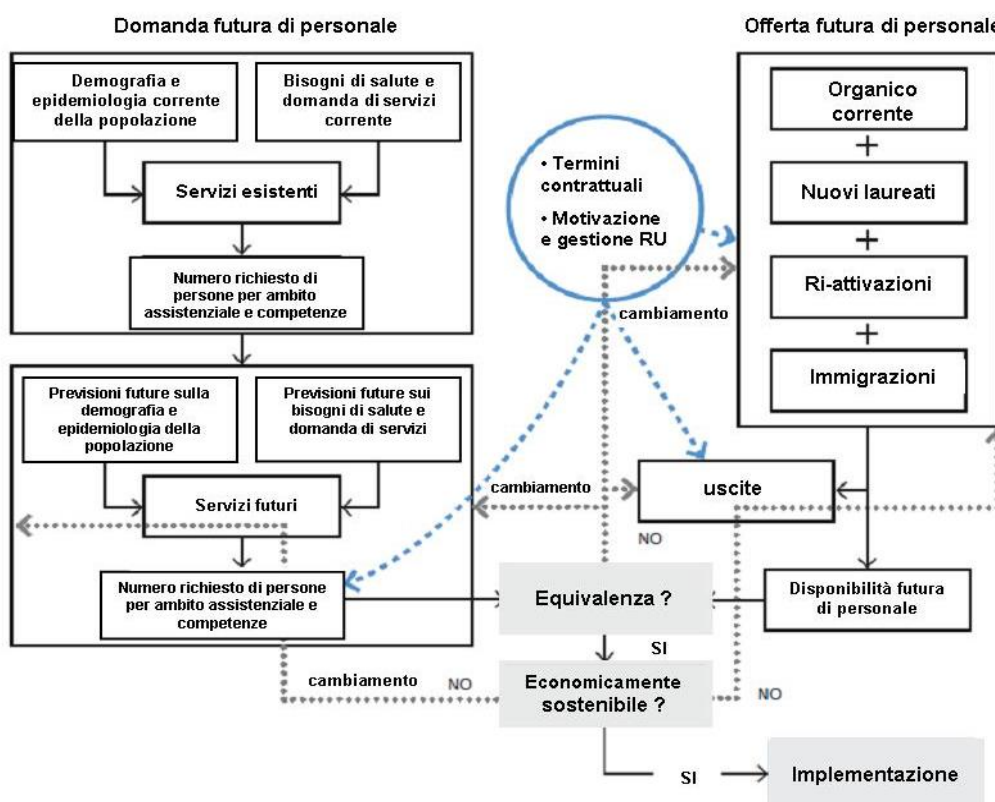 Domanda futura di personale
Demografia e
epidemiologia corrente
della popolazione
Bisogni di salute e
domanda di servizi
corrente
Servizi esistenti
Numero richiesto di
persone per ambito
assistenziale e competenze
Previsioni future sulla
demografia e
epidemiologia della
popolazione
Previsioni future sui
bisogni di salute e
domanda di servizi
Servizi futuri
Numero richiesto di persone
per ambito assistenziale e
competenze
• Termini
contrattuali
• Motivazione
e gestione RU
cambiamento
cambiamento
Offerta futura di personale
Organico
corrente
+
Nuovi laureati
+
Ri-attivazioni
+
Immigrazioni
uscite
NO
Disponibilità futura
di personale
Equivalenza ?
SI
cambiamento
NO
Economicamente
sostenibile ?
NO
SI
Implementazione